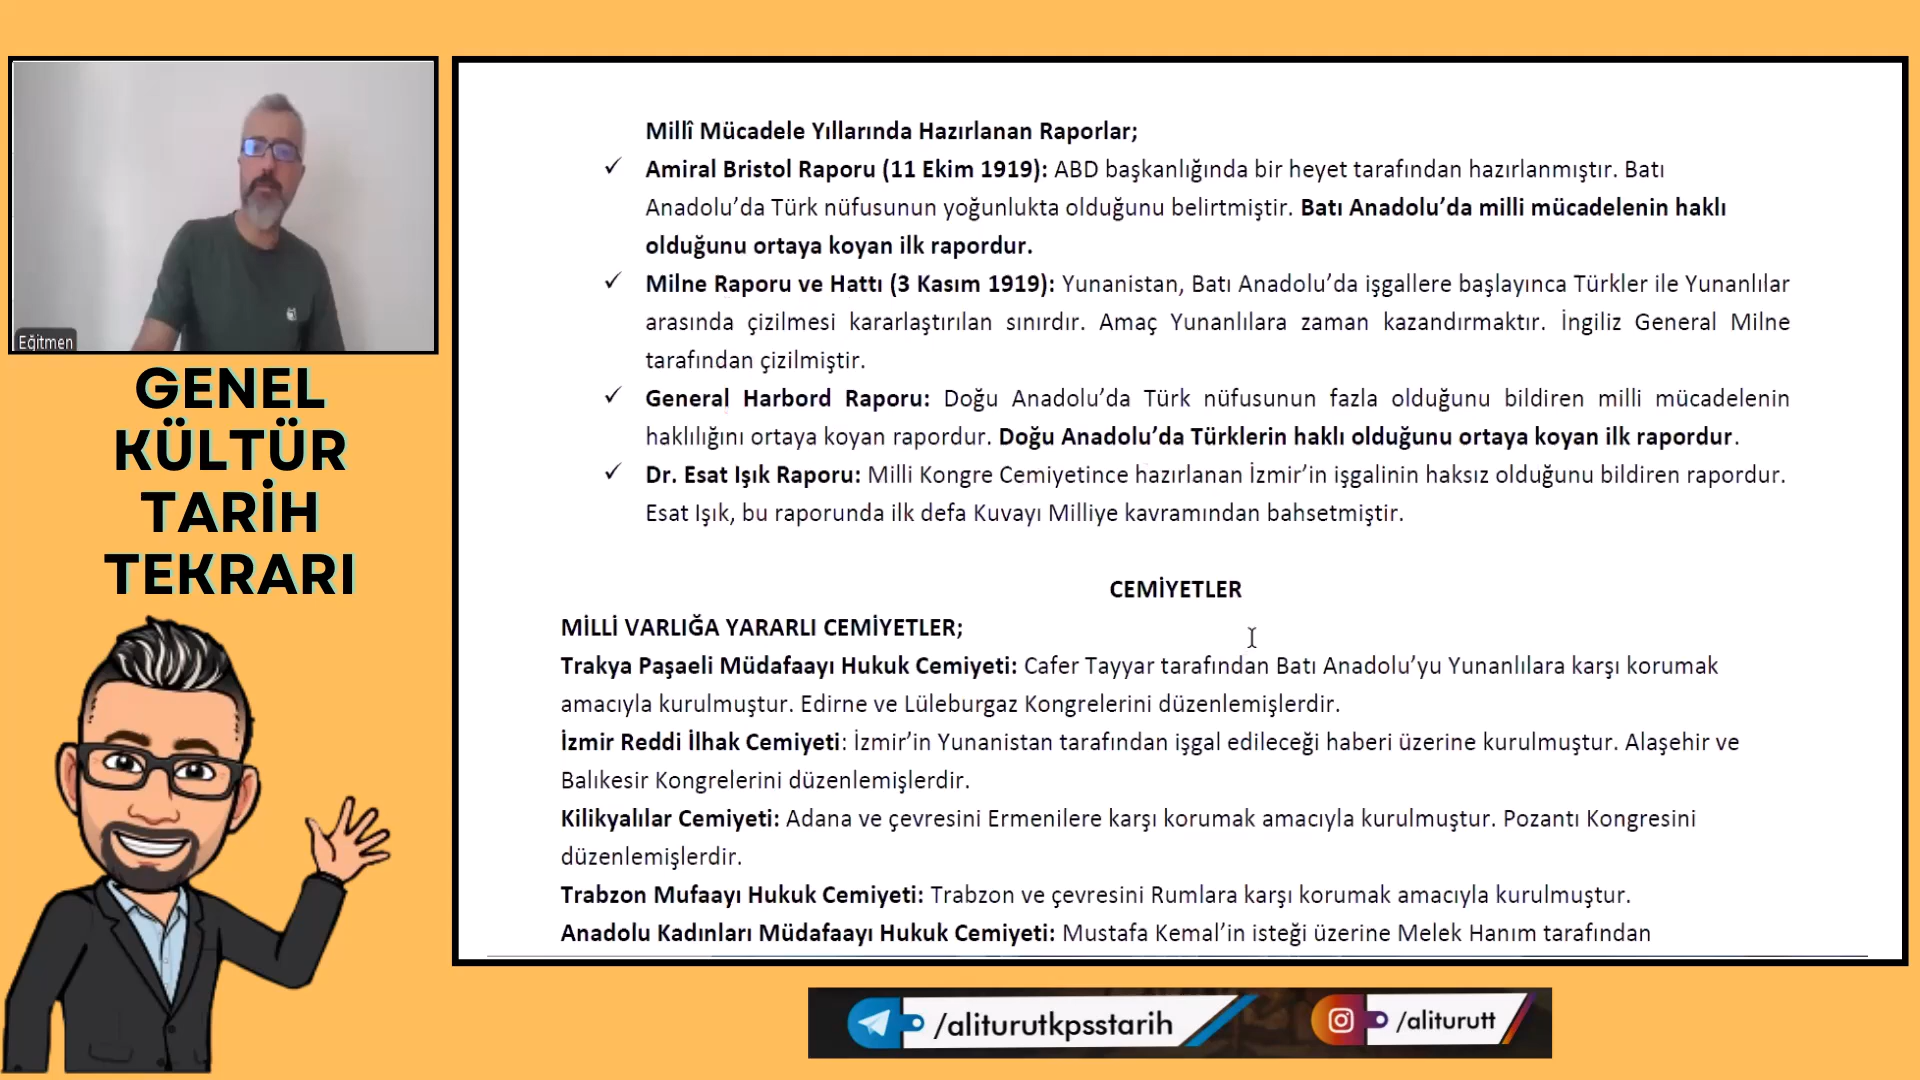 Eğitmen
GENEL
KÜLTÜR
TARİH
TEKRARI
Millî Mücadele Yıllarında Hazırlanan Raporlar;
✓ Amiral Bristol Raporu (11 Ekim 1919): ABD başkanlığında bir heyet tarafından hazırlanmıştır. Batı
Anadolu’da Türk nüfusunun yoğunlukta olduğunu belirtmiştir. Batı Anadolu’da milli mücadelenin haklı
olduğunu ortaya koyan ilk rapordur.
✓ Milne Raporu ve Hattı (3 Kasım 1919): Yunanistan, Batı Anadolu’da işgallere başlayınca Türkler ile Yunanlılar
arasında çizilmesi kararlaştırılan sınırdır. Amaç Yunanlılara zaman kazandırmaktır. İngiliz General Milne
tarafından çizilmiştir.
✓ General Harbord Raporu: Doğu Anadolu’da Türk nüfusunun fazla olduğunu bildiren milli mücadelenin
haklılığını ortaya koyan rapordur. Doğu Anadolu’da Türklerin haklı olduğunu ortaya koyan ilk rapordur.
✓ Dr. Esat Işık Raporu: Milli Kongre Cemiyetince hazırlanan İzmir’in işgalinin haksız olduğunu bildiren rapordur.
Esat Işık, bu raporunda ilk defa Kuvayı Milliye kavramından bahsetmiştir.
CEMİYETLER
MİLLİ VARLIĞA YARARLI CEMİYETLER;
Trakya Paşaeli Müdafaayı Hukuk Cemiyeti: Cafer Tayyar tarafından Batı Anadolu’yu Yunanlılara karşı korumak
amacıyla kurulmuştur. Edirne ve Lüleburgaz Kongrelerini düzenlemişlerdir.
İzmir Reddi İlhak Cemiyeti: İzmir’in Yunanistan tarafından işgal edileceği haberi üzerine kurulmuştur. Alaşehir ve
Balıkesir Kongrelerini düzenlemişlerdir.
Kilikyalılar Cemiyeti: Adana ve çevresini Ermenilere karşı korumak amacıyla kurulmuştur. Pozantı Kongresini
düzenlemişlerdir.
Trabzon Mufaayı Hukuk Cemiyeti: Trabzon ve çevresini Rumlara karşı korumak amacıyla kurulmuştur.
Anadolu Kadınları Müdafaayı Hukuk Cemiyeti: Mustafa Kemal’in isteği üzerine Melek Hanım tarafından
/aliturutkpsstarih
/aliturutt